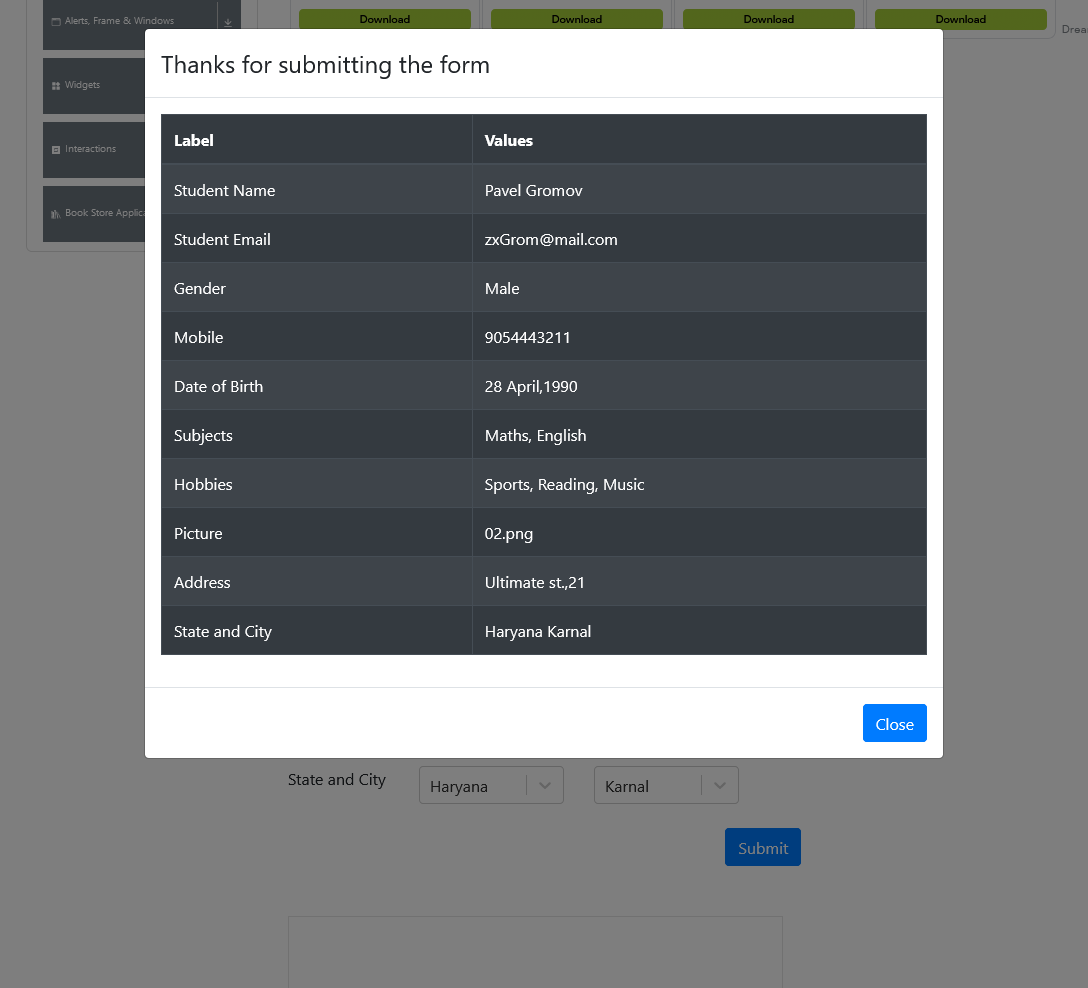 Alerts, Frame & Windows
Download Download Download Download
Thanks for submitting the form
Widgets
Interactions
Label Values
Student Name Pavel Gromov
Student Email zxGrom@mail.com
Gender Male
Mobile 9054443211
Date of Birth 28 April,1990
Subjects Maths, English
Hobbies Sports, Reading, Music
Picture 02.png
Address Ultimate st.,21
State and City Haryana Karnal
Close
Book Store
State and City Haryana Karnal
Submit